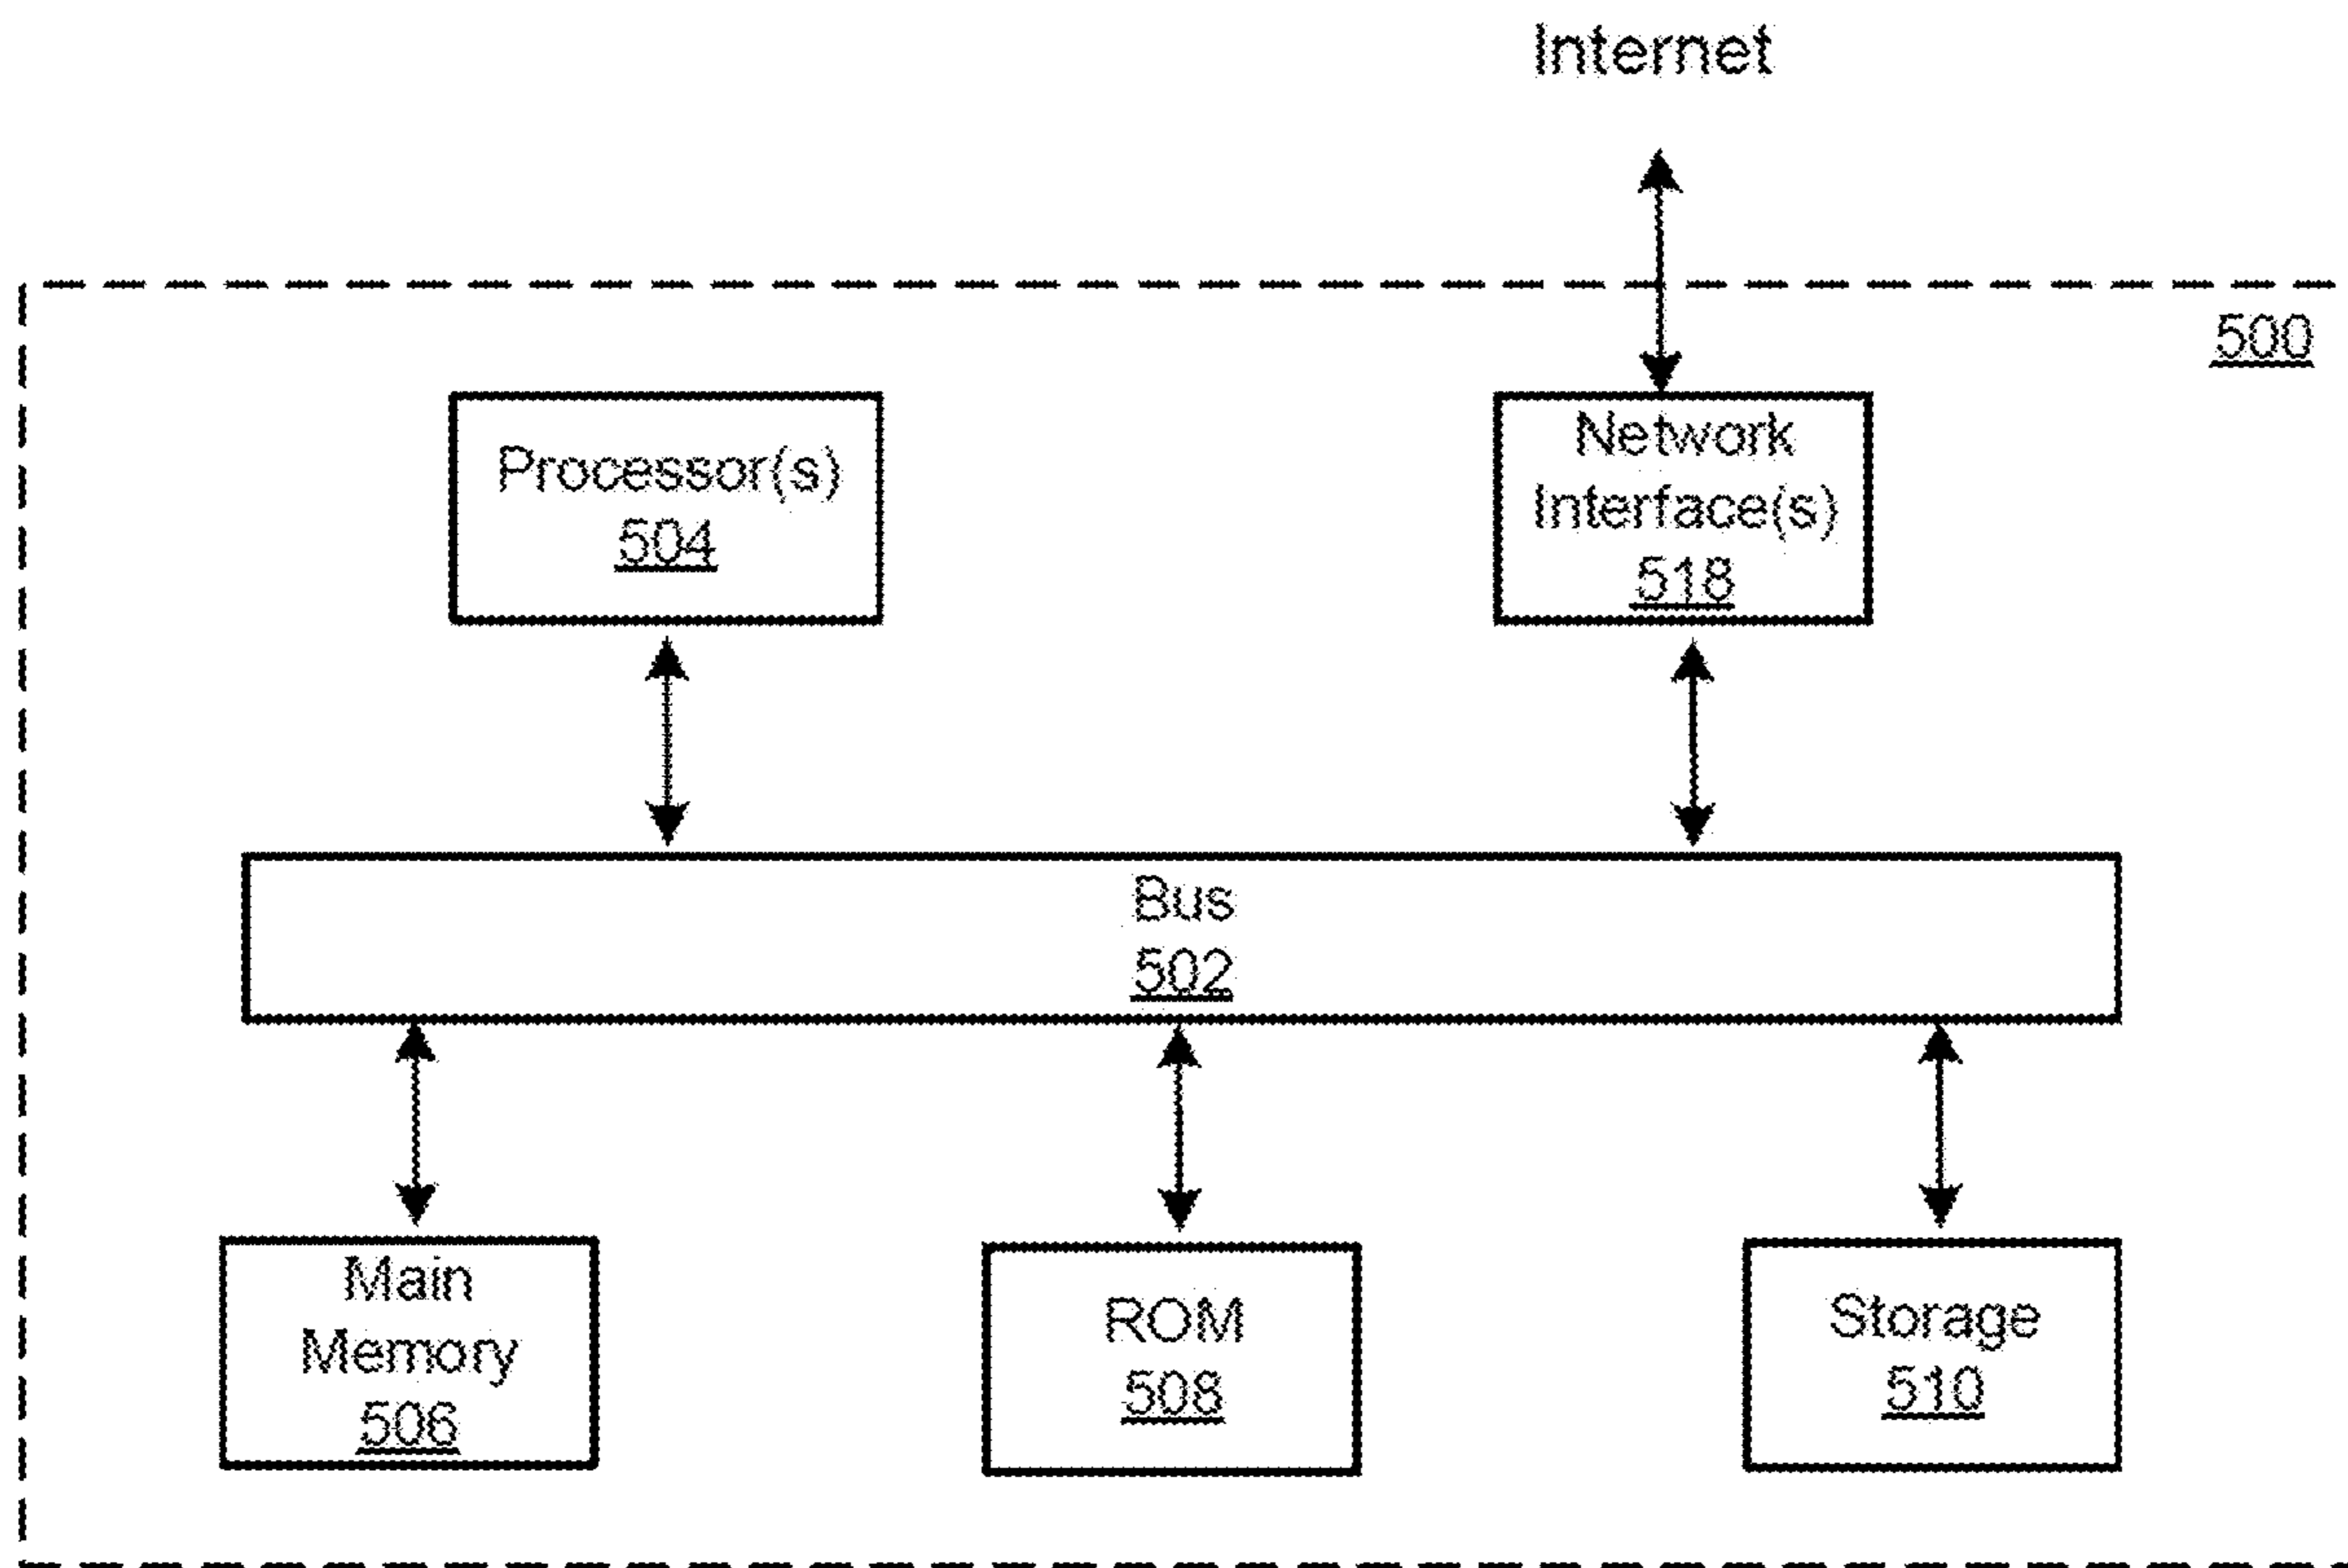 Internet
500
Processor(s)
504
Network
Interface(s)
518
Bus
502
Main
Memory
506
ROM
508
Storage
510